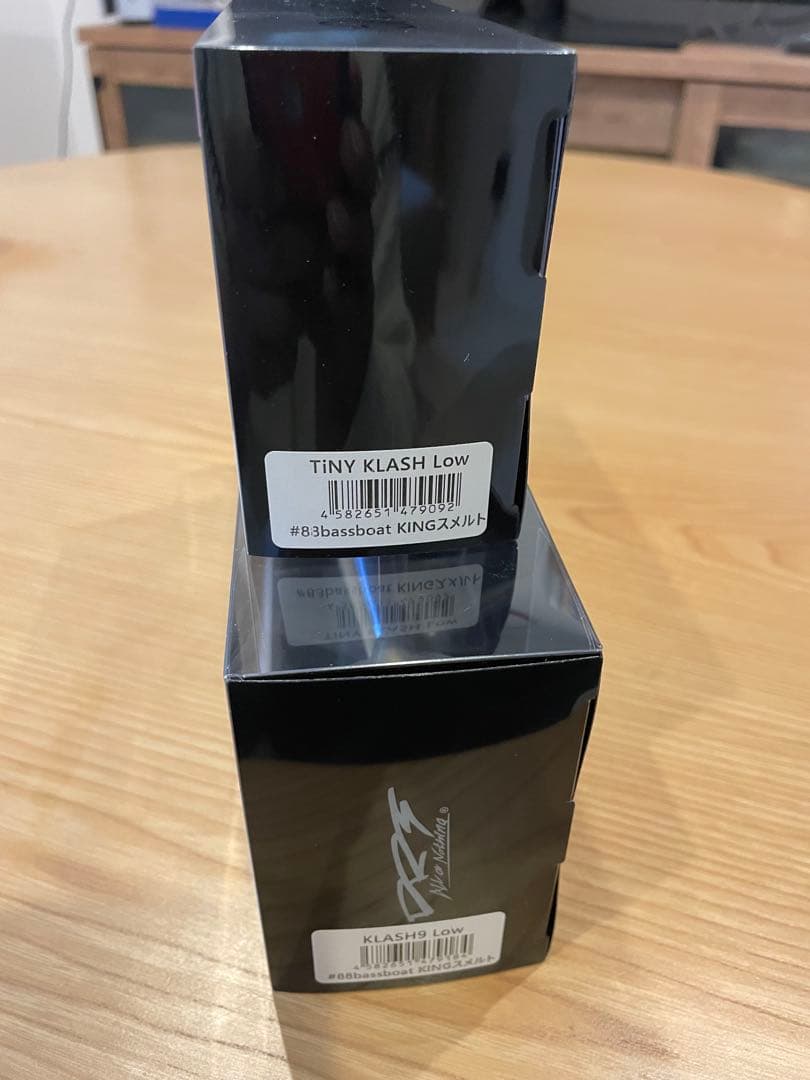 TiNY KLASH Low
4 582651 479092
#88bassboat KINGスメルト
DRT
KLASH9 Low
#88bassboat KINGスメルト